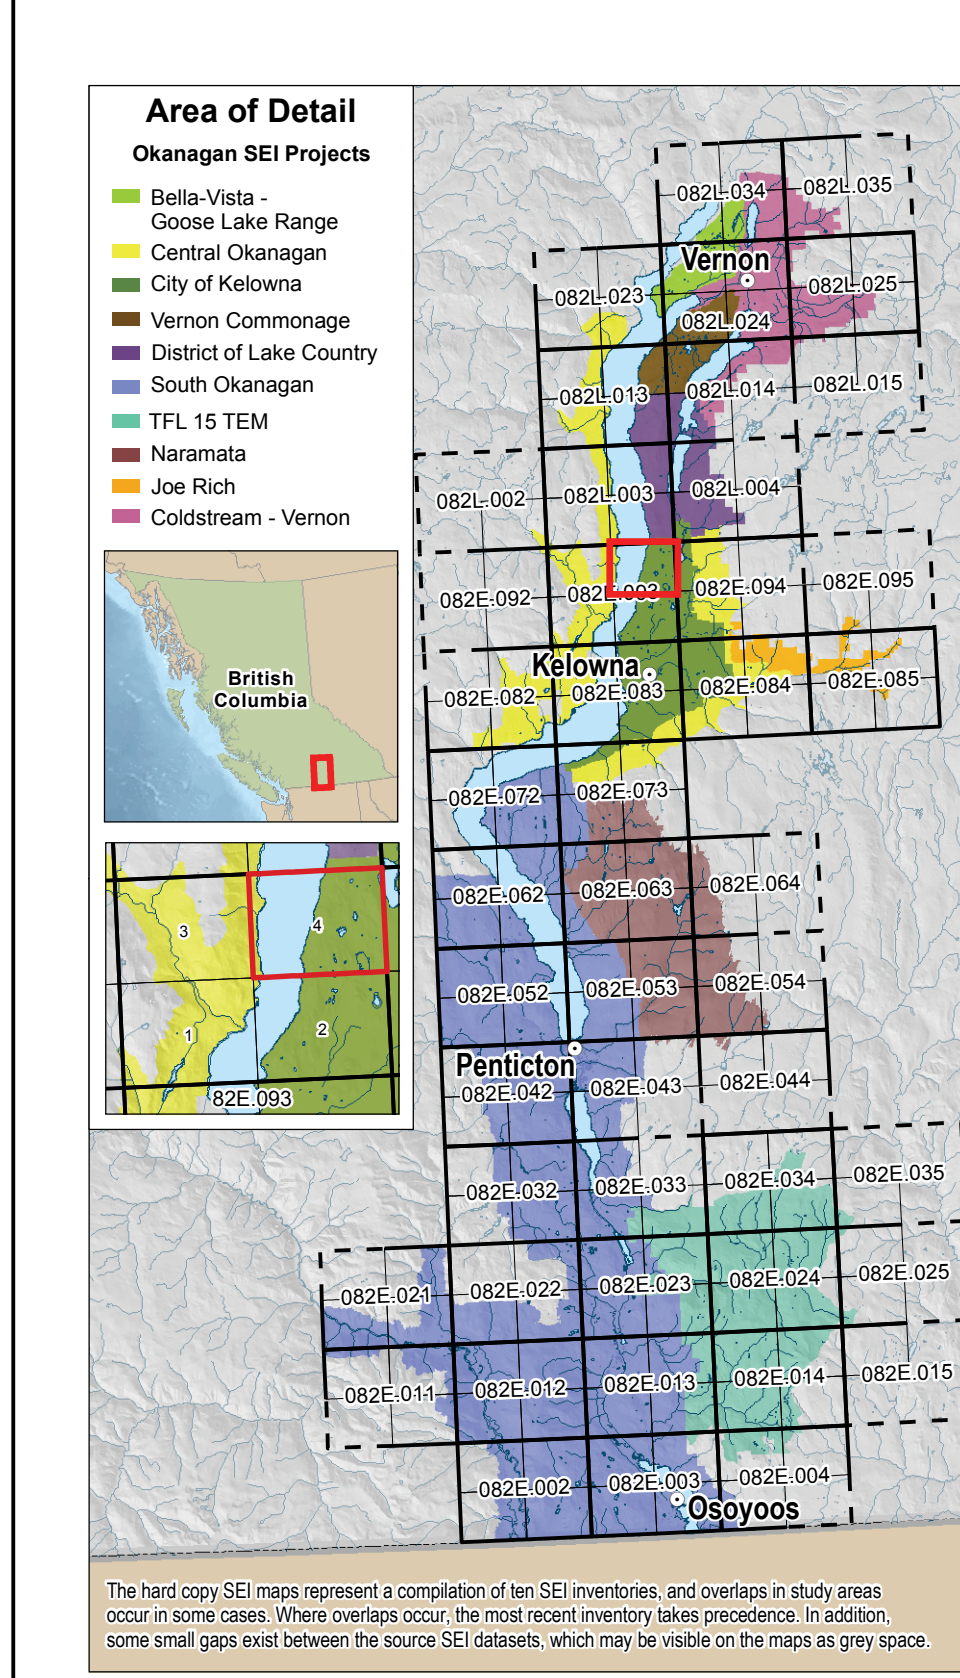 Area of Detail
Okanagan SEI Projects
Bella-Vista -
Goose Lake Range
Central Okanagan
City of Kelowna
Vernon Commonage
District of Lake Country
South Okanagan
TFL 15 TEM
Naramata
Joe Rich
Coldstream - Vernon
British
Columbia
3
4
1
2
82E.093
082L.034
082L.035
Vernon
082L.023
082L.025
082L.024
082L.013
082L.014
082L.015
082L.002
082L.003
082L.004
082E.092
082E.093
082E.094
082E.095
Kelowna
082E.082
082E.083
082E.084
082E.085
082E.072
082E.073
082E.062
082E.063
082E.064
082E.052
082E.053
082E.054
Penticton
082E.042
082E.043
082E.044
082E.032
082E.033
082E.034
082E.035
082E.021
082E.022
082E.023
082E.024
082E.025
082E.011
082E.012
082E.013
082E.014
082E.015
082E.002
082E.003
082E.004
Osoyoos
The hard copy SEI maps represent a compilation of ten SEI inventories, and overlaps in study areas
occur in some cases. Where overlaps occur, the most recent inventory takes precedence. In addition,
some small gaps exist between the source SEI datasets, which may be visible on the maps as grey space.